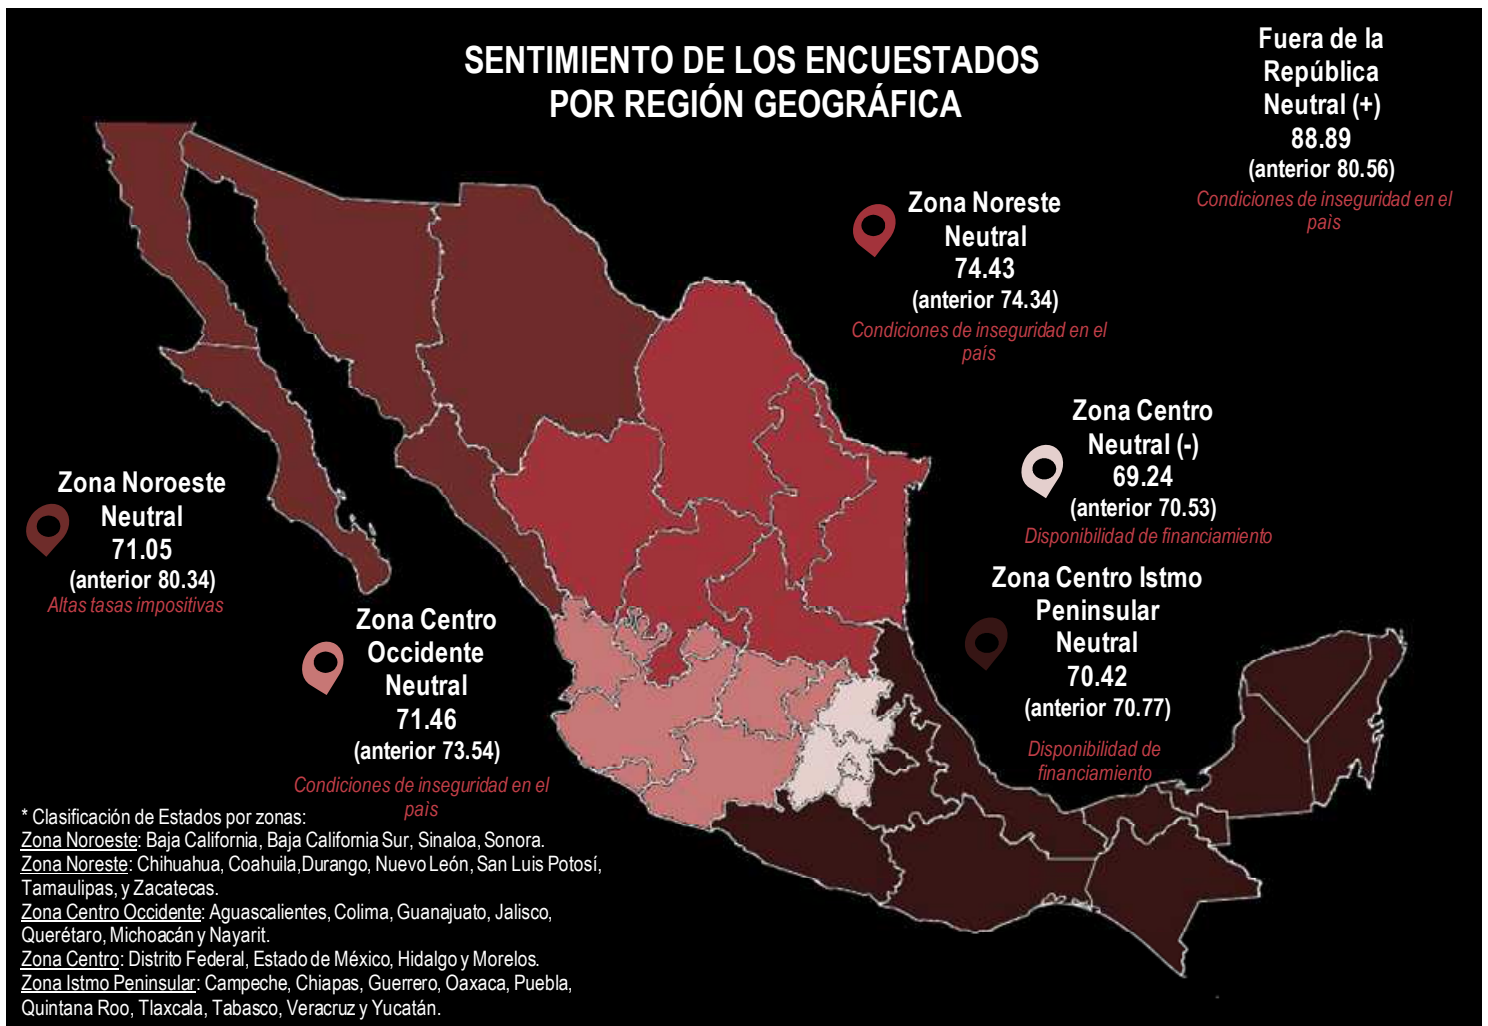 SENTIMIENTO DE LOS ENCUESTADOS
POR REGIÓN GEOGRÁFICA
Fuera de la
República
Neutral (+)
88.89
(anterior 80.56)
Condiciones de inseguridad en el
paìs
Zona Noreste
Neutral
74.43
(anterior 74.34)
Condiciones de inseguridad en el
país
Zona Centro
Neutral (-)
69.24
(anterior 70.53)
Disponibilidad de financiamiento
Zona Noroeste
Neutral
71.05
(anterior 80.34)
Altas tasas impositivas
Zona Centro Istmo
Peninsular
Neutral
70.42
(anterior 70.77)
Disponibilidad de
financiamiento
Zona Centro
Occidente
Neutral
71.46
(anterior 73.54)
Condiciones de inseguridad en el
paìs
* Clasificación de Estados por zonas:
Zona Noroeste: Baja California, Baja California Sur, Sinaloa, Sonora.
Zona Noreste: Chihuahua, Coahuila,Durango, Nuevo León, San Luis Potosí,
Tamaulipas, y Zacatecas.
Zona Centro Occidente: Aguascalientes, Colima, Guanajuato, Jalisco,
Querétaro, Michoacán y Nayarit.
Zona Centro: Distrito Federal, Estado de México, Hidalgo y Morelos.
Zona Istmo Peninsular: Campeche, Chiapas, Guerrero, Oaxaca, Puebla,
Quintana Roo, Tlaxcala, Tabasco, Veracruz y Yucatán.